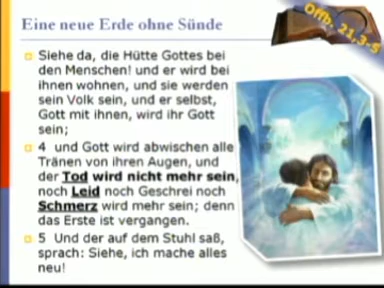 Eine neue Erde ohne Sünde
Offb. 21,3-5
Siehe da, die Hütte Gottes bei
den Menschen! und er wird bei
ihnen wohnen, und sie werden
sein Volk sein, und er selbst,
Gott mit ihnen, wird ihr Gott
sein;
4 und Gott wird abwischen alle
Tränen von ihren Augen, und
der Tod wird nicht mehr sein,
noch Leid noch Geschrei noch
Schmerz wird mehr sein; denn
das Erste ist vergangen.
5 Und der auf dem Stuhl saß,
sprach: Siehe, ich mache alles
neu!